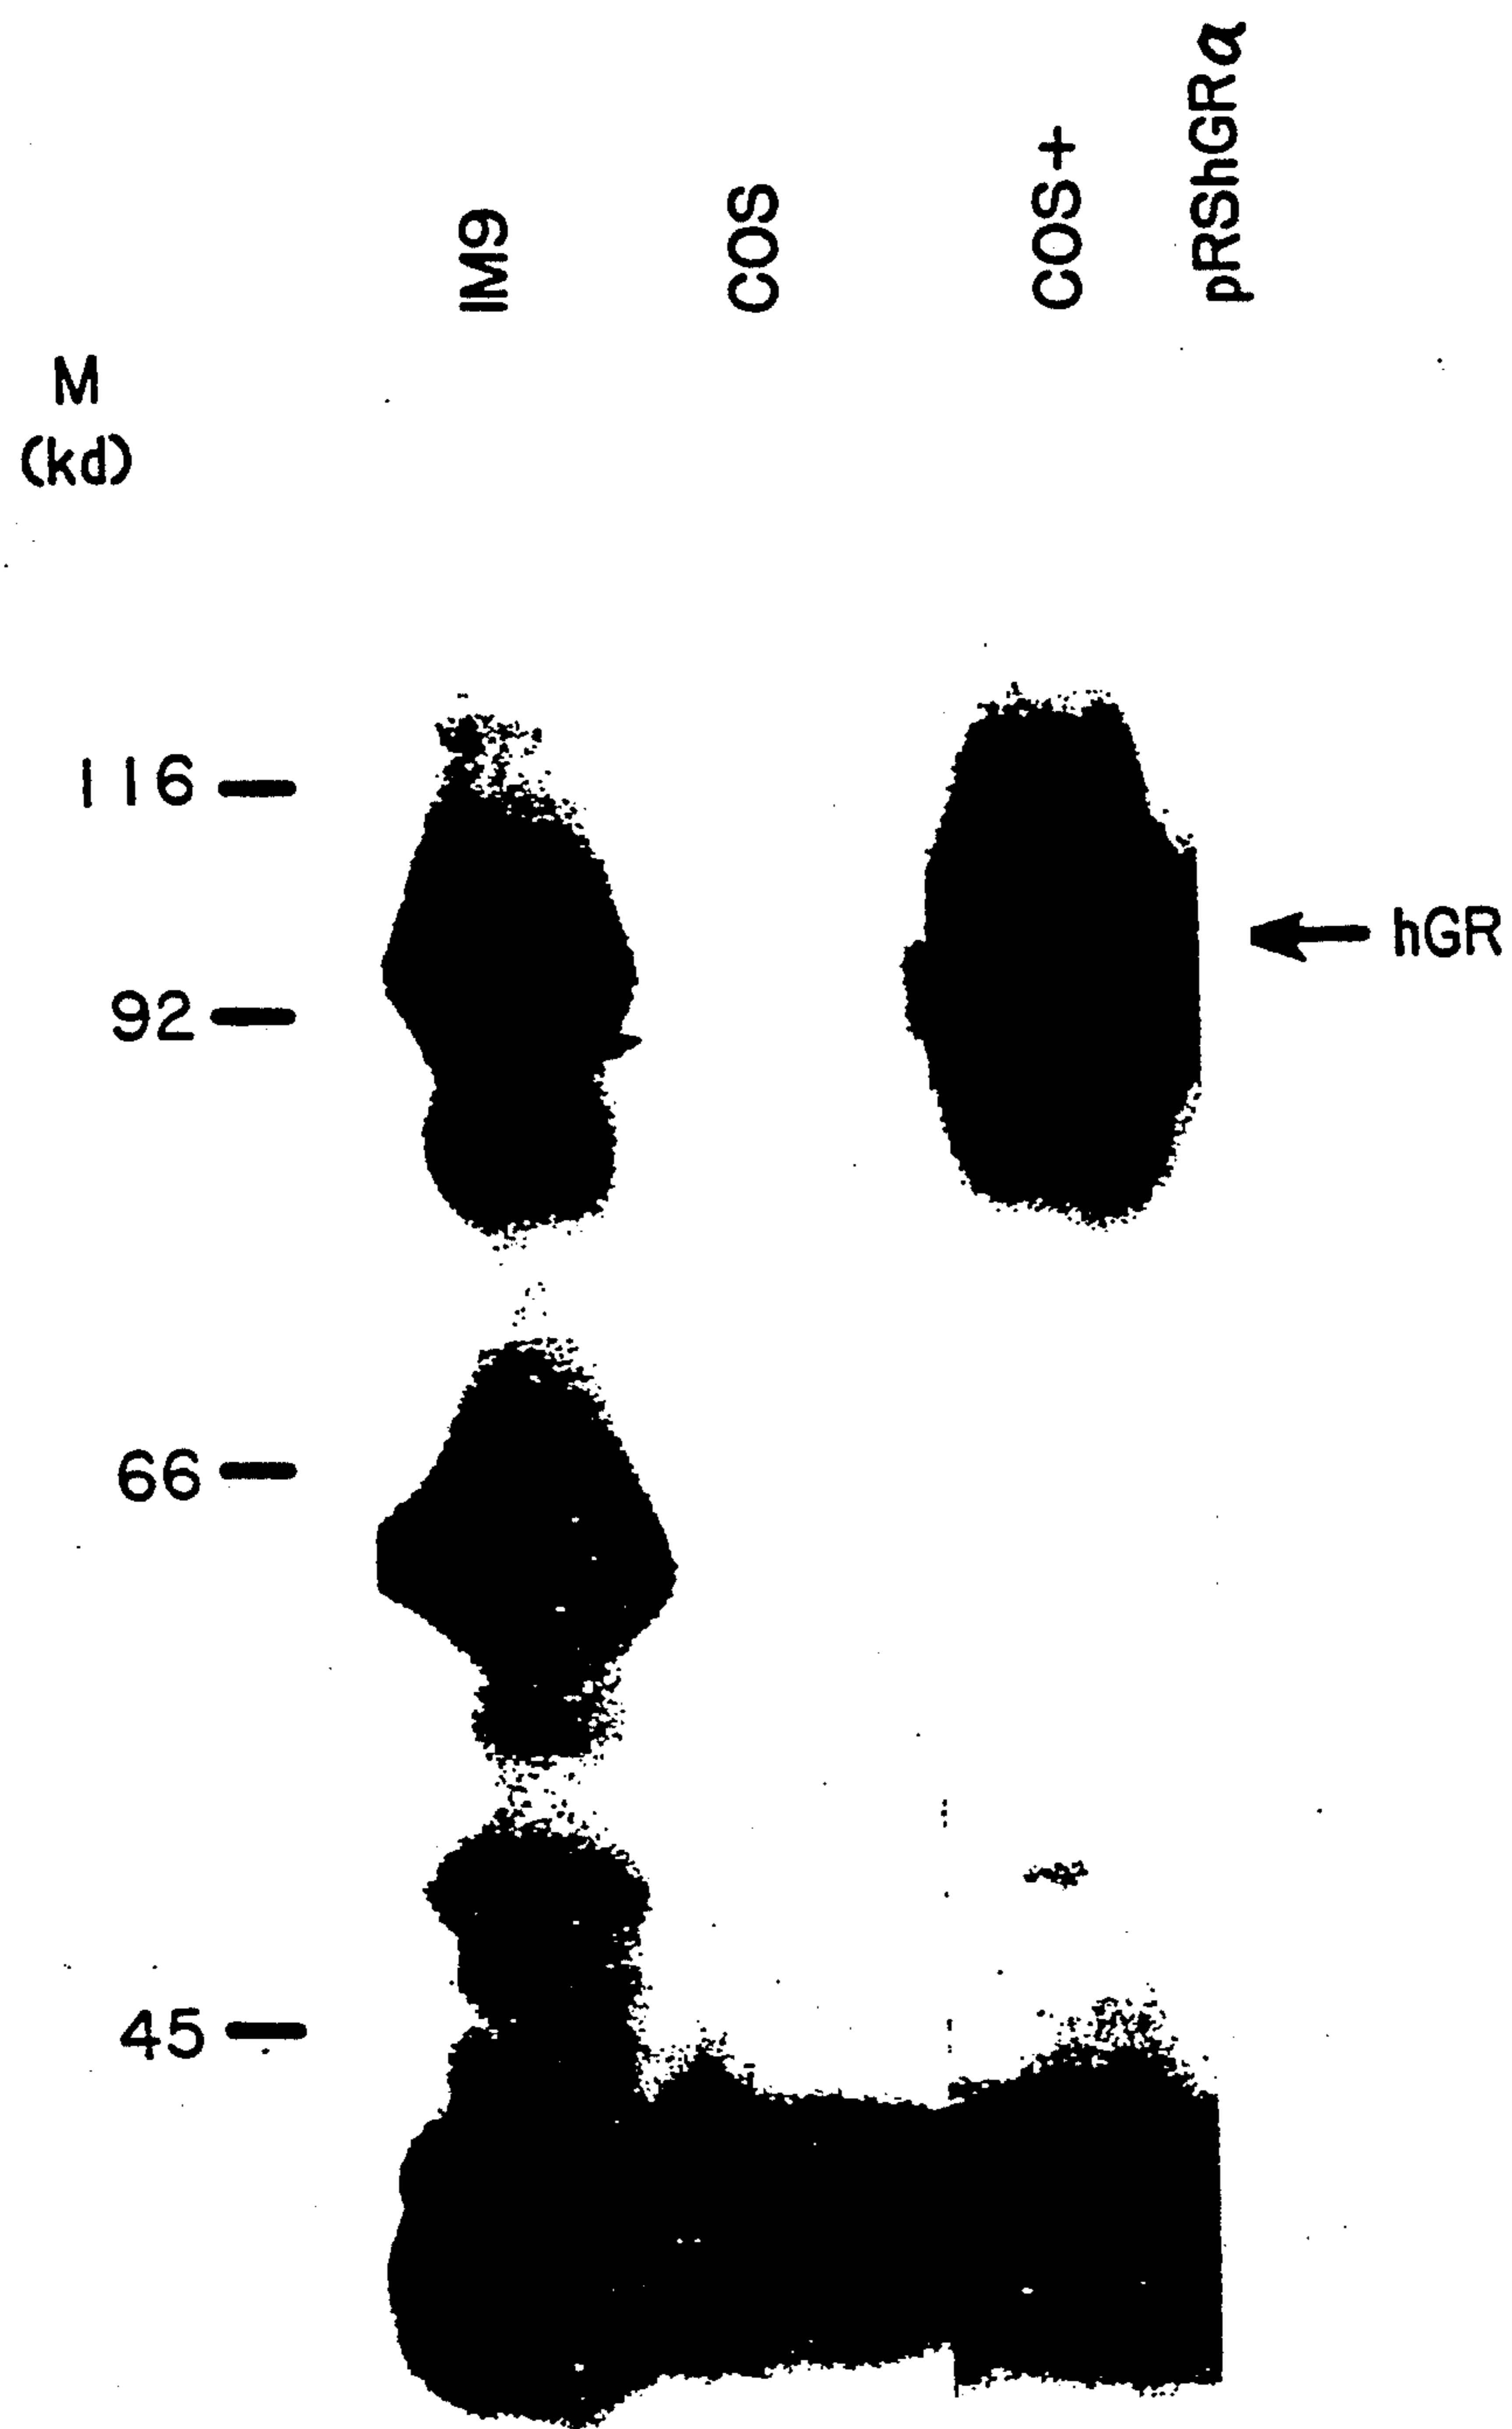 IM9
COS
COS+
pRShGRα
M
(kd)
116
92
hGR
66
45